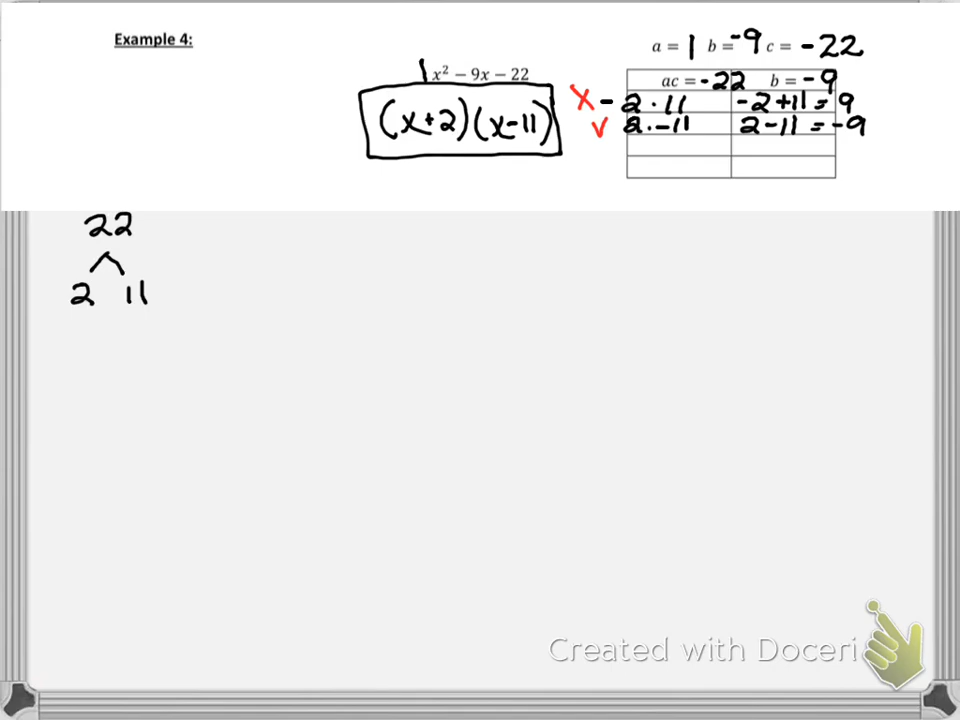 Example 4:
a = 1 b = -9 c = -22
1x² − 9x − 22
ac = -22 b = -9
(x+2)(x-11)
x -2·11 -2+11 = 9
✓ 2·-11 2-11 = -9
22
2 11
Created with Doceri